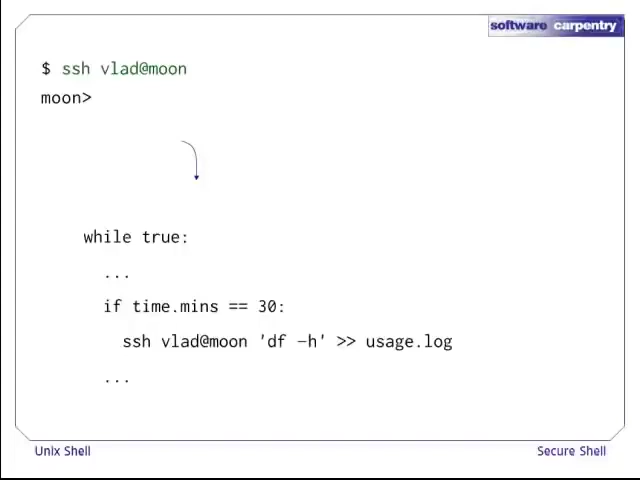 software carpentry
$ ssh vlad@moon
moon>
while true:
...
if time.mins == 30:
ssh vlad@moon 'df -h' >> usage.log
...
Unix Shell
Secure Shell